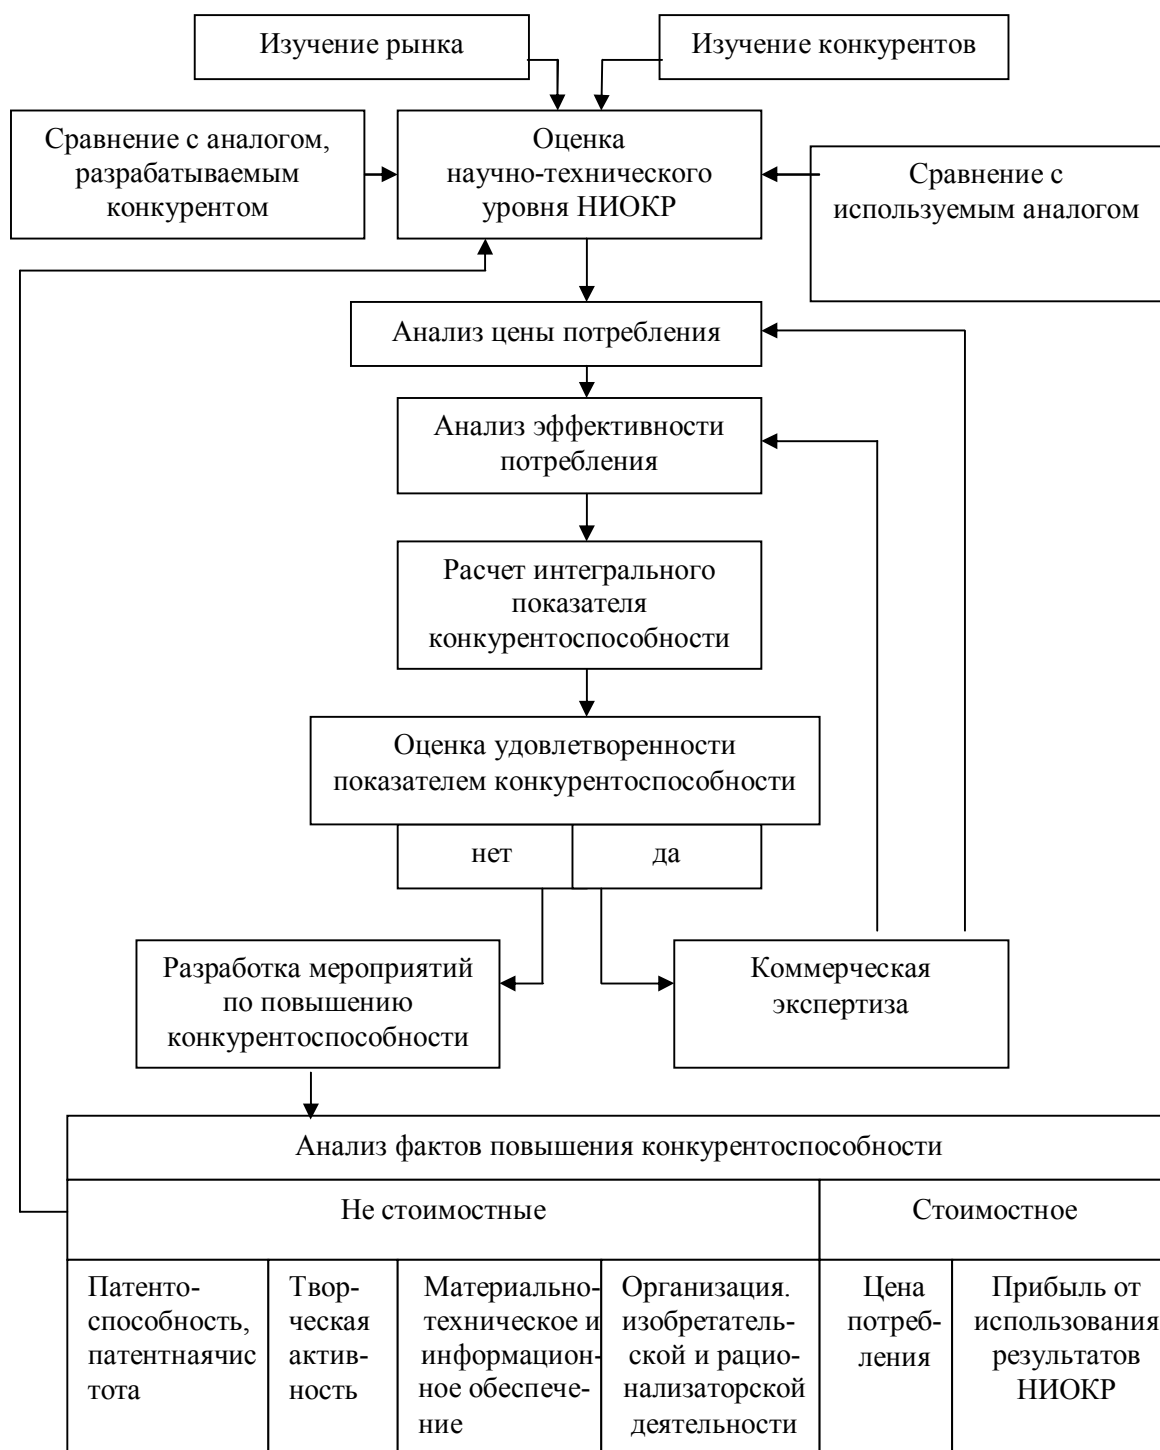 Изучение рынка
Изучение конкурентов
Сравнение с аналогом,
разрабатываемым
конкурентом
Оценка
научно-технического
уровня НИОКР
Сравнение с
используемым аналогом
Анализ цены потребления
Анализ эффективности
потребления
Расчет интегрального
показателя
конкурентоспособности
Оценка удовлетворенности
показателем конкурентоспособности
нет
да
Разработка мероприятий
по повышению
конкурентоспособности
Коммерческая
экспертиза
Анализ фактов повышения конкурентоспособности
Не стоимостные
Стоимостное
Патенто-
способность,
патентнаячис
тота
Твор-
ческая
актив-
ность
Материально-
техническое и
информацион-
ное обеспече-
ние
Организация.
изобретатель-
ской и рацио-
нализаторской
деятельности
Цена
потреб-
ления
Прибыль от
использования
результатов
НИОКР